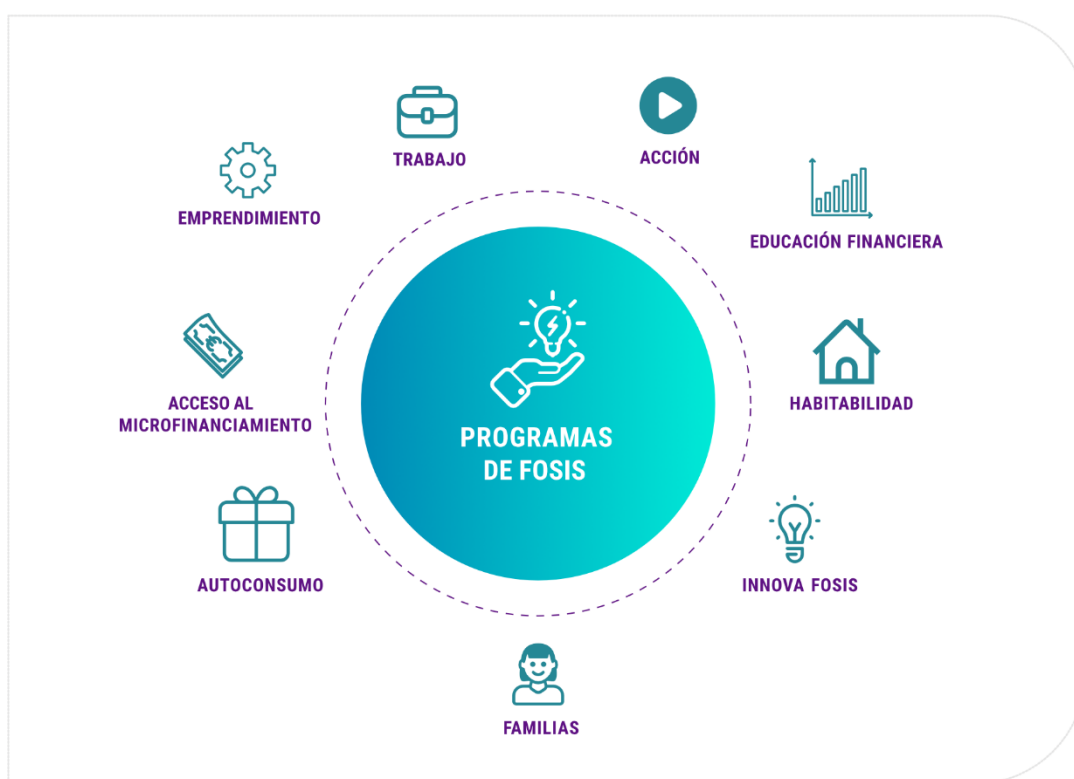 TRABAJO
ACCIÓN
EMPRENDIMIENTO
EDUCACIÓN FINANCIERA
ACCESO AL
MICROFINANCIAMIENTO
HABITABILIDAD
PROGRAMAS
DE FOSIS
AUTOCONSUMO
INNOVA FOSIS
FAMILIAS